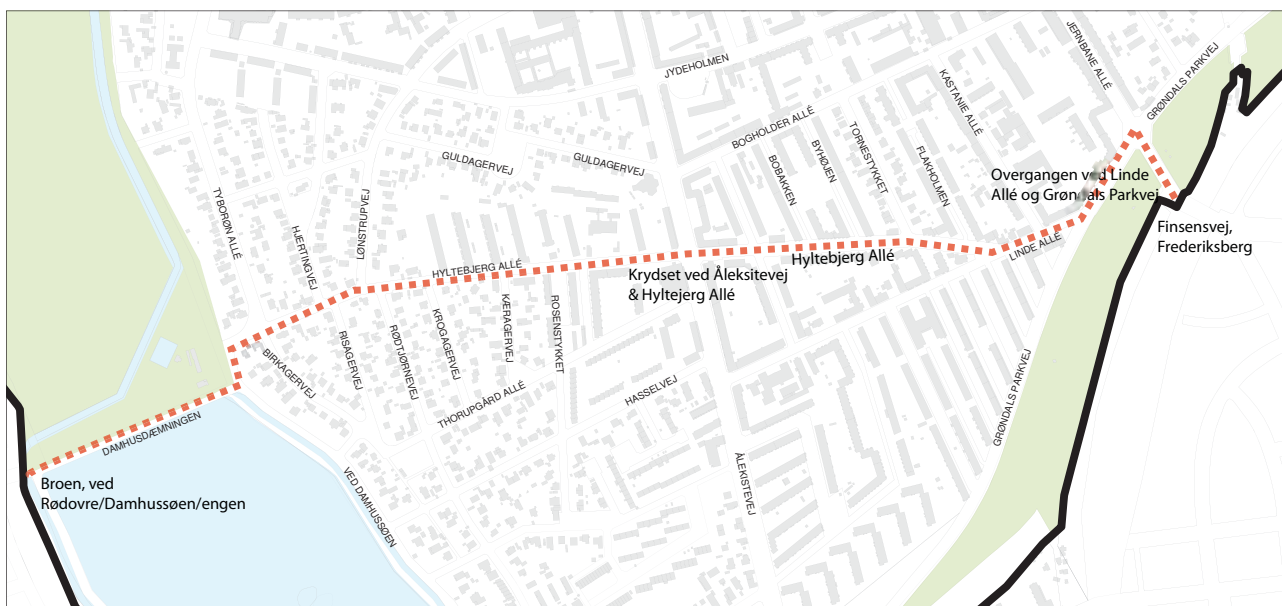 JYDEHOLMEN
JERNBANE ALLÉ
GRØNDALS PARKVEJ
KASTANIE ALLÉ
BOGHOLDER ALLÉ
TORNESTYKKET
BYHØJEN
BOBAKKEN
FLAKHOLMEN
GULDAGERVEJ
GULDAGERVEJ
TYBORØN ALLÉ
HJERTINGVEJ
LØNSTRUPVEJ
Overgangen ved Linde
Allé og Grøndals Parkvej
Finsensvej,
Frederiksberg
LINDE ALLÉ
HYLTEBJERG ALLÉ
Hyltebjerg Allé
Krydset ved Åleksitevej
& Hyltejerg Allé
BIRKAGERVEJ
RISAGERVEJ
RØDTJØRNEVEJ
KROGAGERVEJ
KÆRAGERVEJ
ROSENSTYKKET
THORUPGÅRD ALLÉ
HASSELVEJ
GRØNDALS PARKVEJ
DAMHUSDÆMNINGEN
VED DAMHUSSØEN
ÅLEKISTEVEJ
Broen, ved
Rødovre/Damhussøen/engen